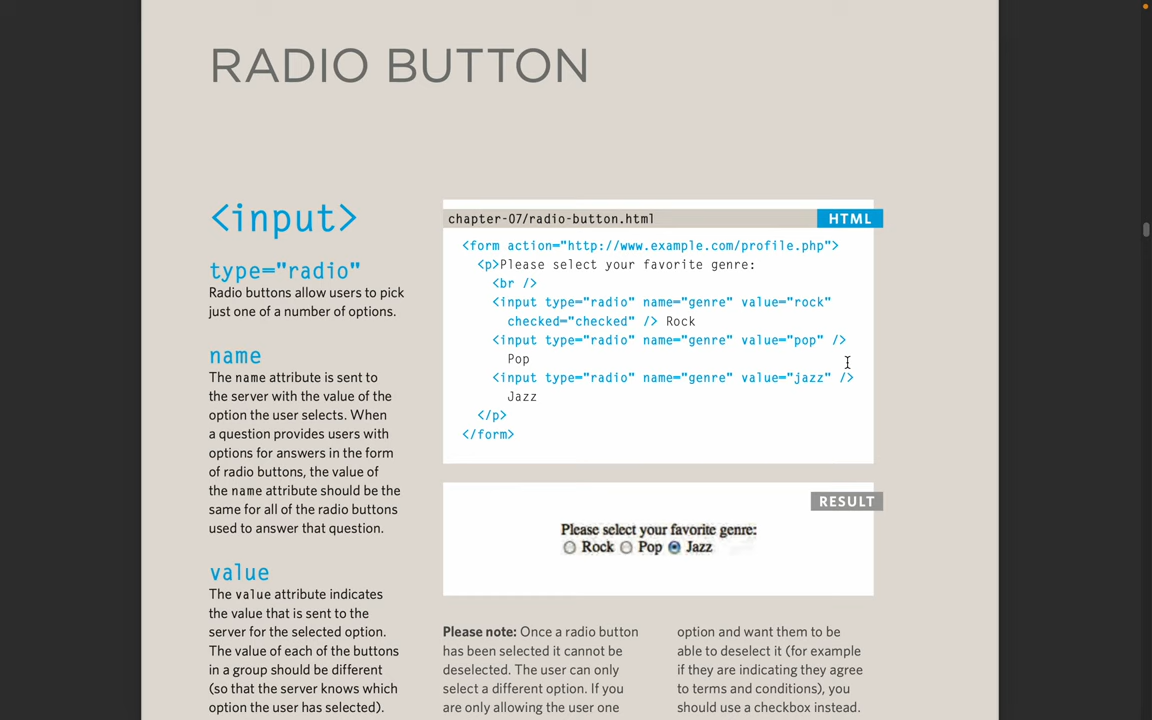 RADIO BUTTON
<input>
type="radio"
Radio buttons allow users to pick
just one of a number of options.
name
The name attribute is sent to
the server with the value of the
option the user selects. When
a question provides users with
options for answers in the form
of radio buttons, the value of
the name attribute should be the
same for all of the radio buttons
used to answer that question.
value
The value attribute indicates
the value that is sent to the
server for the selected option.
The value of each of the buttons
in a group should be different
(so that the server knows which
option the user has selected).
chapter-07/radio-button.html
HTML
<form action="http://www.example.com/profile.php">
<p>Please select your favorite genre:
<br />
<input type="radio" name="genre" value="rock"
checked="checked" /> Rock
<input type="radio" name="genre" value="pop" />
Pop
<input type="radio" name="genre" value="jazz" />
Jazz
</p>
</form>
RESULT
Please select your favorite genre:
Rock Pop Jazz
Please note: Once a radio button
has been selected it cannot be
deselected. The user can only
select a different option. If you
are only allowing the user one
option and want them to be
able to deselect it (for example
if they are indicating they agree
to terms and conditions), you
should use a checkbox instead.